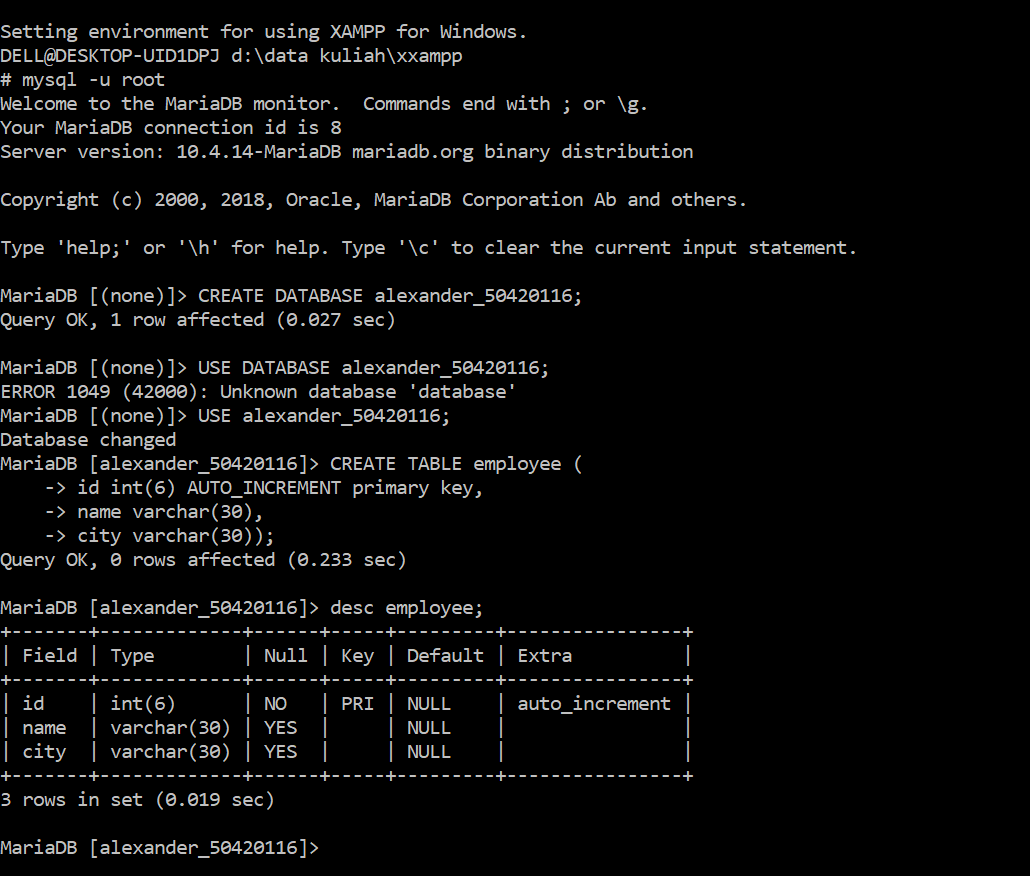 Setting environment for using XAMPP for Windows.
DELL@DESKTOP-UID1DPJ d:\data kuliah\xxampp
# mysql -u root
Welcome to the MariaDB monitor.  Commands end with ; or \g.
Your MariaDB connection id is 8
Server version: 10.4.14-MariaDB mariadb.org binary distribution

Copyright (c) 2000, 2018, Oracle, MariaDB Corporation Ab and others.

Type 'help;' or '\h' for help. Type '\c' to clear the current input statement.

MariaDB [(none)]> CREATE DATABASE alexander_50420116;
Query OK, 1 row affected (0.027 sec)

MariaDB [(none)]> USE DATABASE alexander_50420116;
ERROR 1049 (42000): Unknown database 'database'
MariaDB [(none)]> USE alexander_50420116;
Database changed
MariaDB [alexander_50420116]> CREATE TABLE employee (
    -> id int(6) AUTO_INCREMENT primary key,
    -> name varchar(30),
    -> city varchar(30));
Query OK, 0 rows affected (0.233 sec)

MariaDB [alexander_50420116]> desc employee;
+-------+-------------+------+-----+---------+----------------+
| Field | Type        | Null | Key | Default | Extra          |
+-------+-------------+------+-----+---------+----------------+
| id    | int(6)      | NO   | PRI | NULL    | auto_increment |
| name  | varchar(30) | YES  |     | NULL    |                |
| city  | varchar(30) | YES  |     | NULL    |                |
+-------+-------------+------+-----+---------+----------------+
3 rows in set (0.019 sec)

MariaDB [alexander_50420116]>